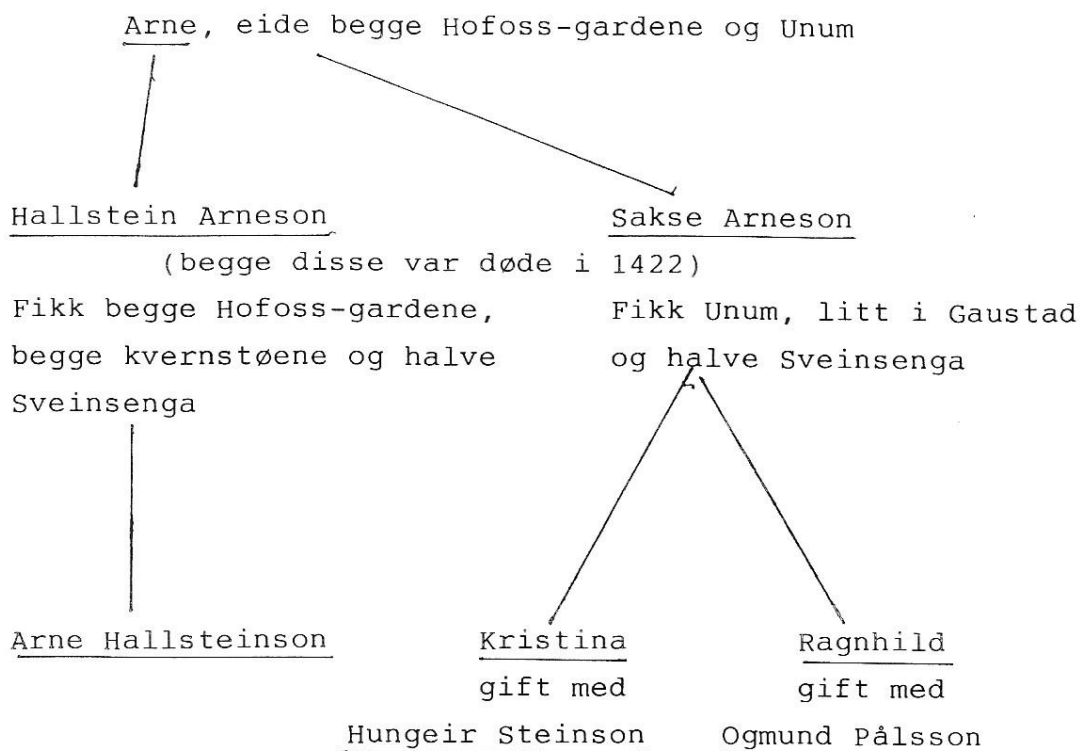 Arne, eide begge Hofoss-gardene og Unum
Hallstein Arneson
Sakse Arneson
(begge disse var døde i 1422)
Fikk begge Hofoss-gardene,
begge kvernstøene og halve
Sveinsenga
Fikk Unum, litt i Gaustad
og halve Sveinsenga
Arne Hallsteinson
Kristina
gift med
Hungeir Steinson
Ragnhild
gift med
Ogmund Pålsson